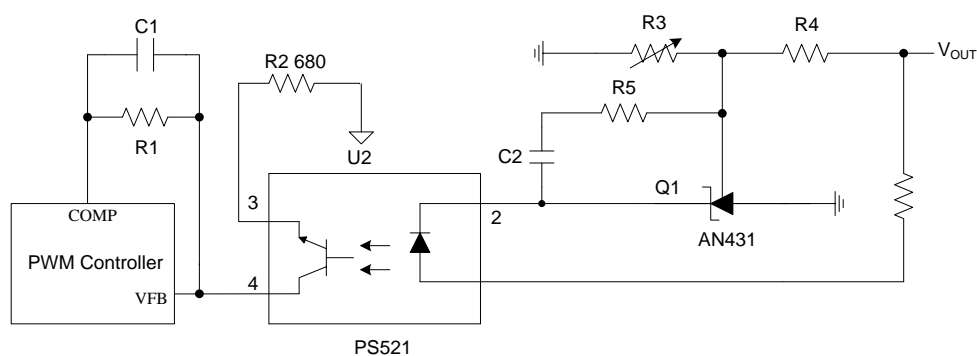 C1
R1
COMP
PWM Controller
VFB
R2 680
U2
3
4
2
PS521
C2
R5
R3
R4
VOUT
Q1
AN431